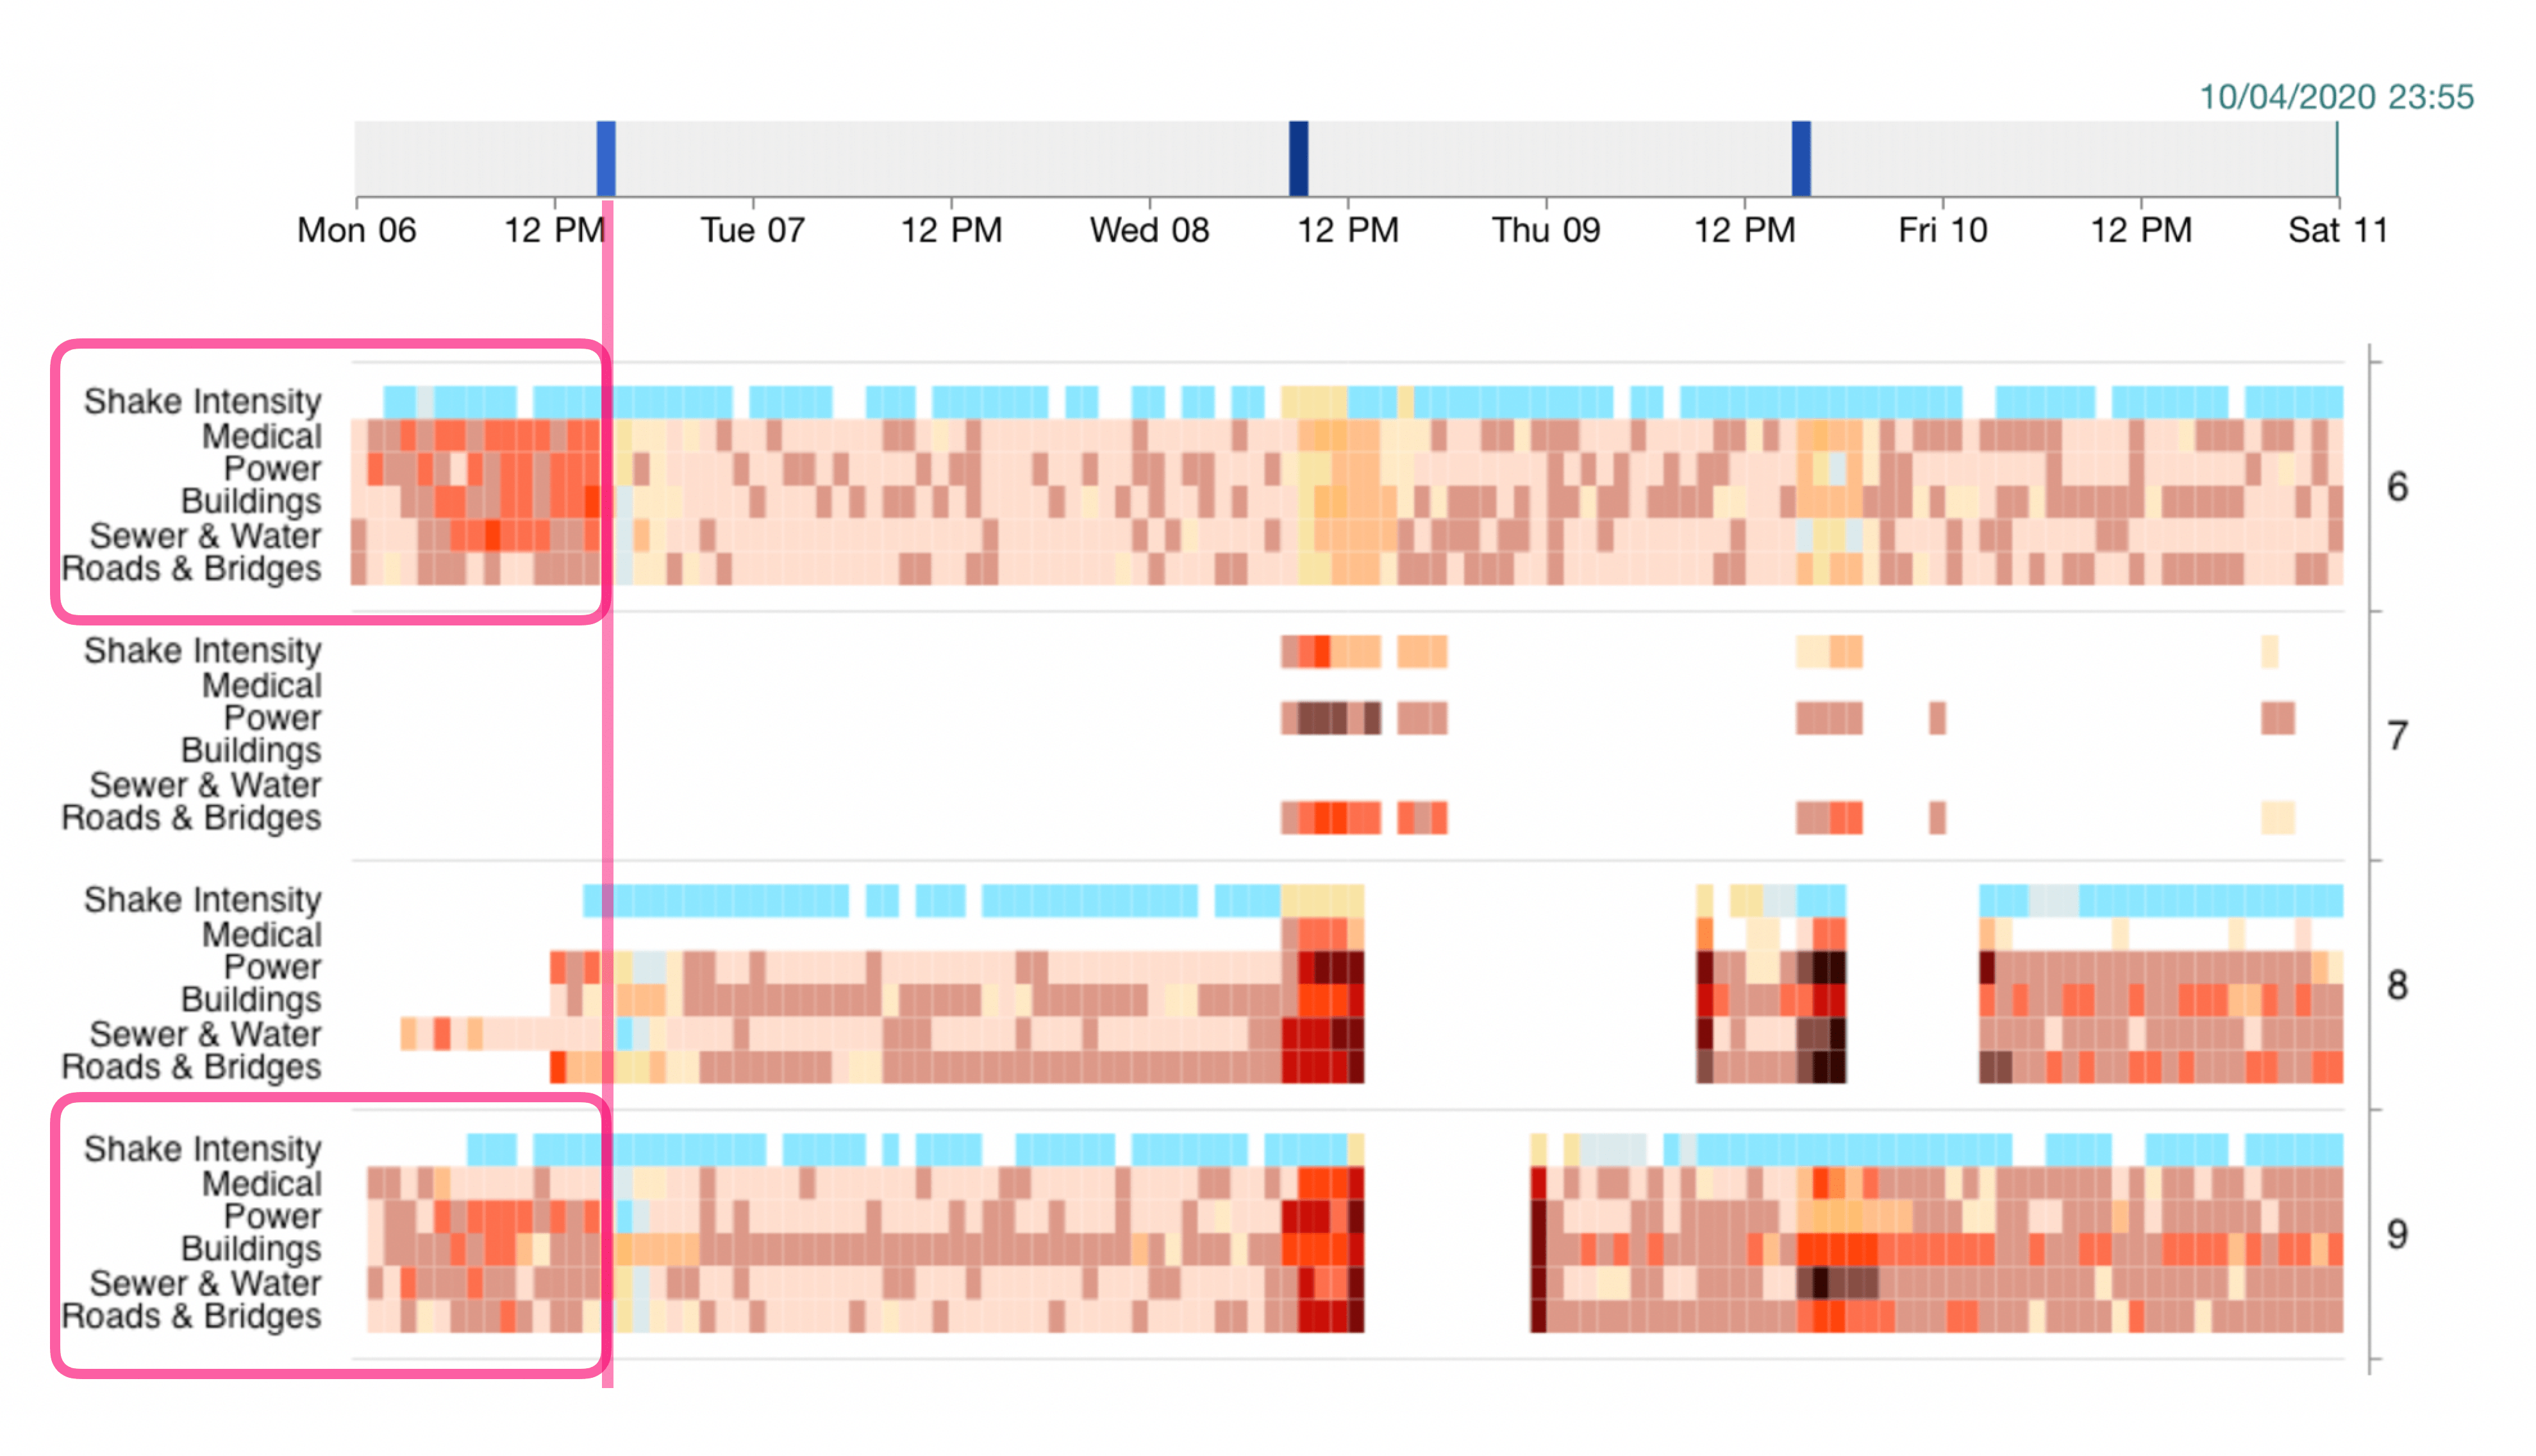 10/04/2020 23:55
Mon 06 12 PM Tue 07 12 PM Wed 08 12 PM Thu 09 12 PM Fri 10 12 PM Sat 11
Shake Intensity
Medical
Power
Buildings
Sewer & Water
Roads & Bridges
6
Shake Intensity
Medical
Power
Buildings
Sewer & Water
Roads & Bridges
7
Shake Intensity
Medical
Power
Buildings
Sewer & Water
Roads & Bridges
8
Shake Intensity
Medical
Power
Buildings
Sewer & Water
Roads & Bridges
9